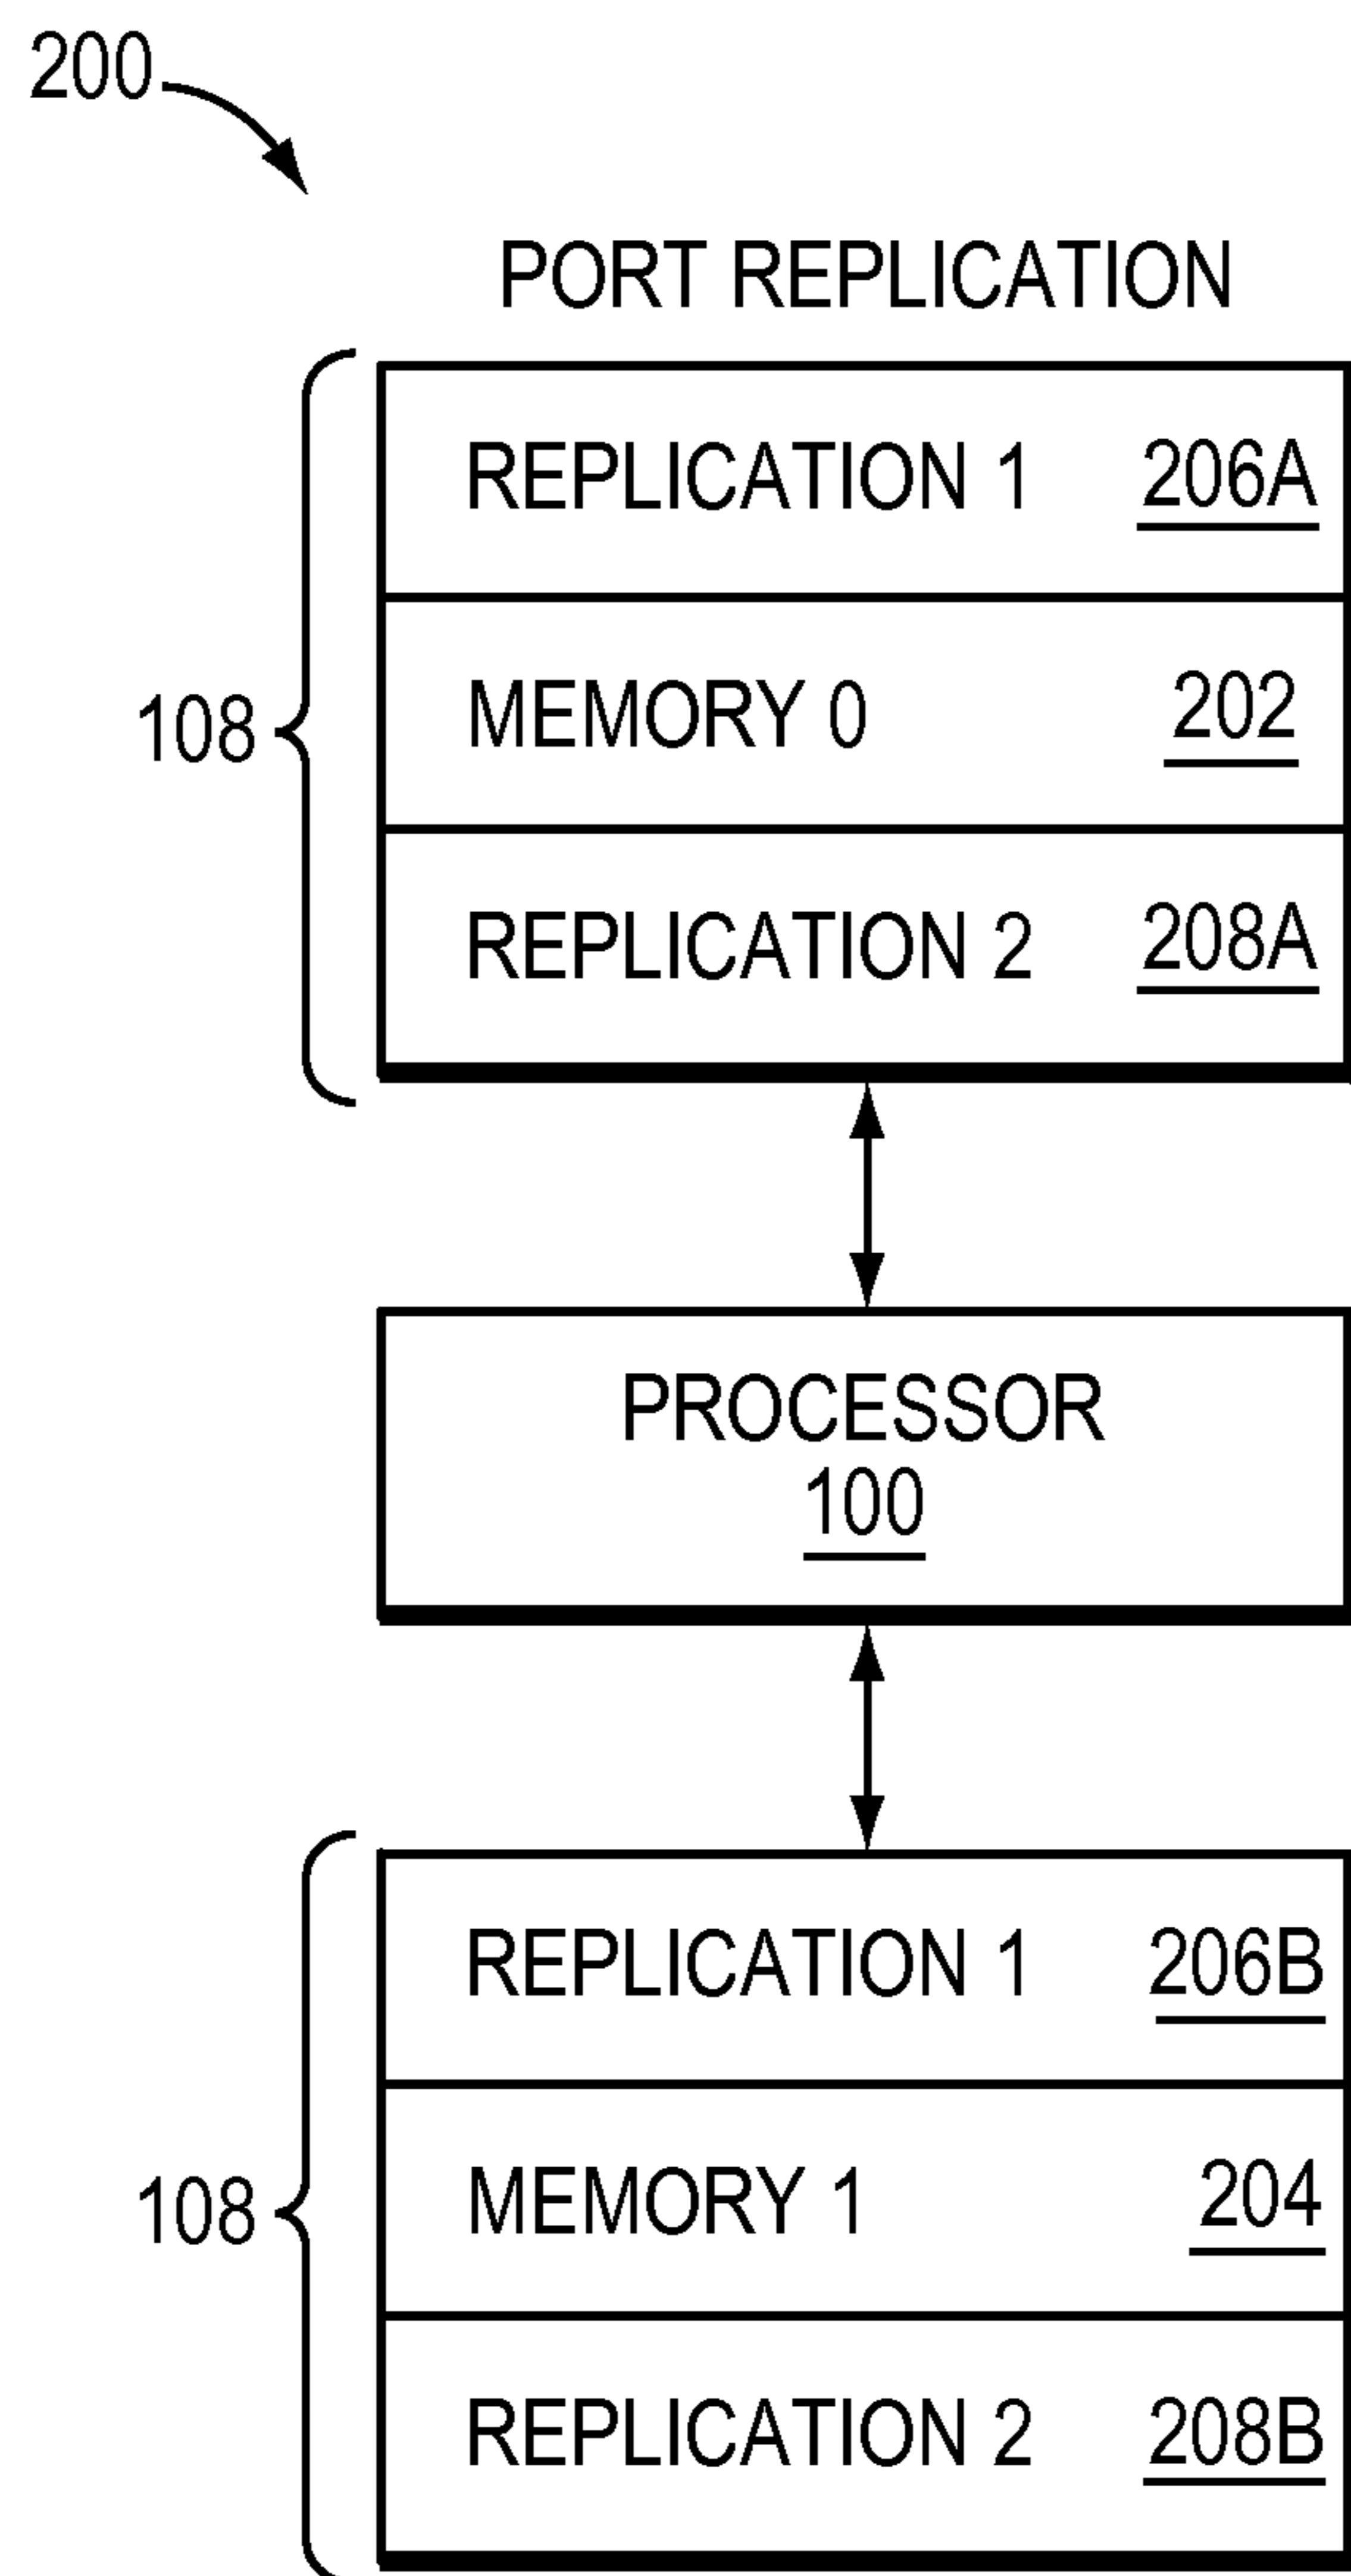 200
PORT REPLICATION
REPLICATION 1 206A
108
MEMORY 0 202
REPLICATION 2 208A
PROCESSOR
100
REPLICATION 1 206B
108
MEMORY 1 204
REPLICATION 2 208B